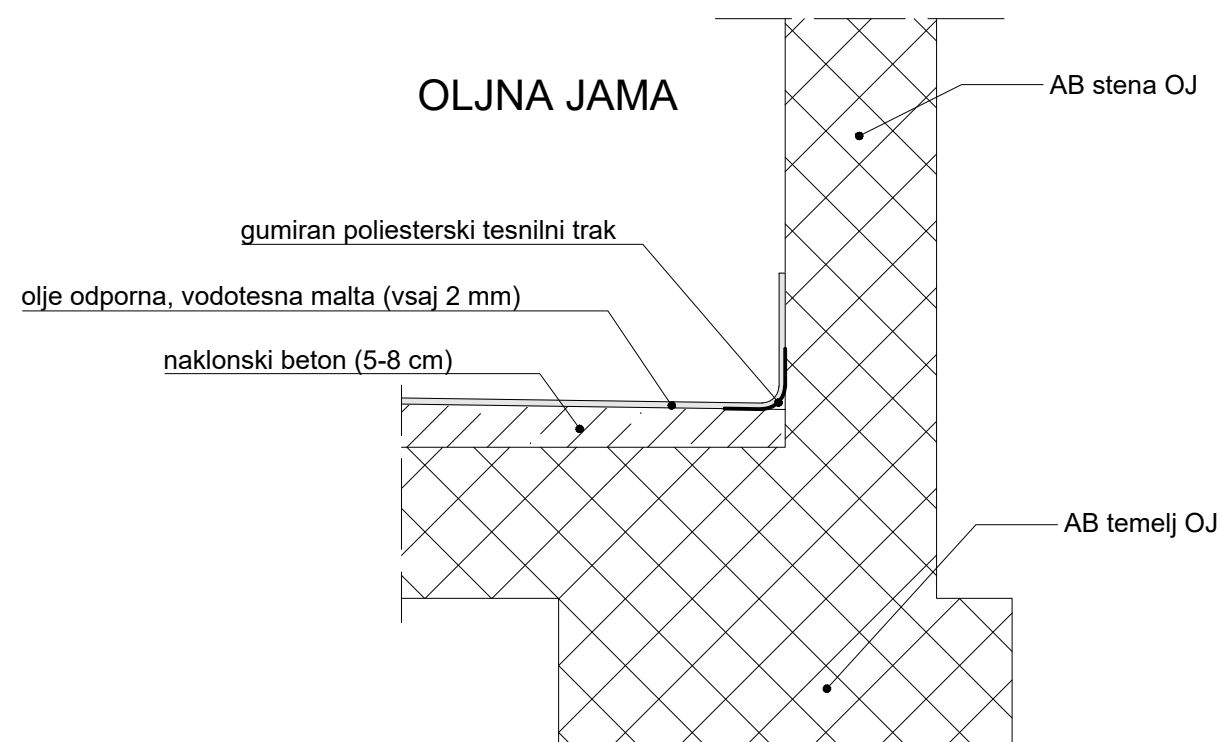 OLJNA JAMA
AB stena OJ
gumiran poliesterski tesnilni trak
olje odporna, vodotesna malta (vsaj 2 mm)
naklonski beton (5-8 cm)
AB temelj OJ